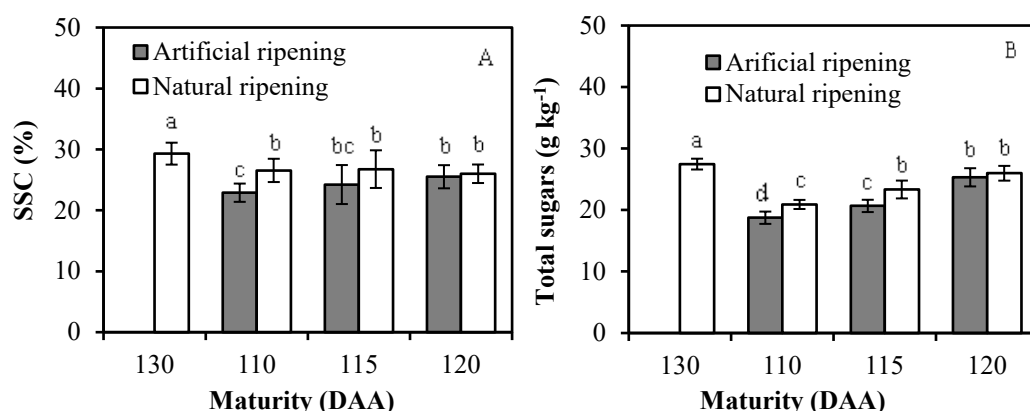 50
40
30
20
10
0
SSC (%)
Artificial ripening
Natural ripening
A
a
c
b
bc
b
b
b
130
110
115
120
Maturity (DAA)
50
40
30
20
10
0
Total sugars (g kg⁻¹)
Arificial ripening
Natural ripening
B
a
d
c
c
b
b
b
130
110
115
120
Maturity (DAA)